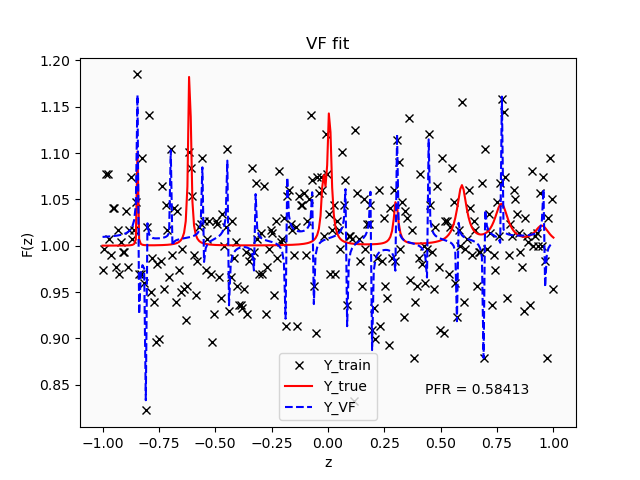 VF fit
1.20
1.15
1.10
1.05
1.00
0.95
0.90
0.85
F(z)
Y_train
Y_true
Y_VF
PFR = 0.58413
−1.00 −0.75 −0.50 −0.25 0.00 0.25 0.50 0.75 1.00
z